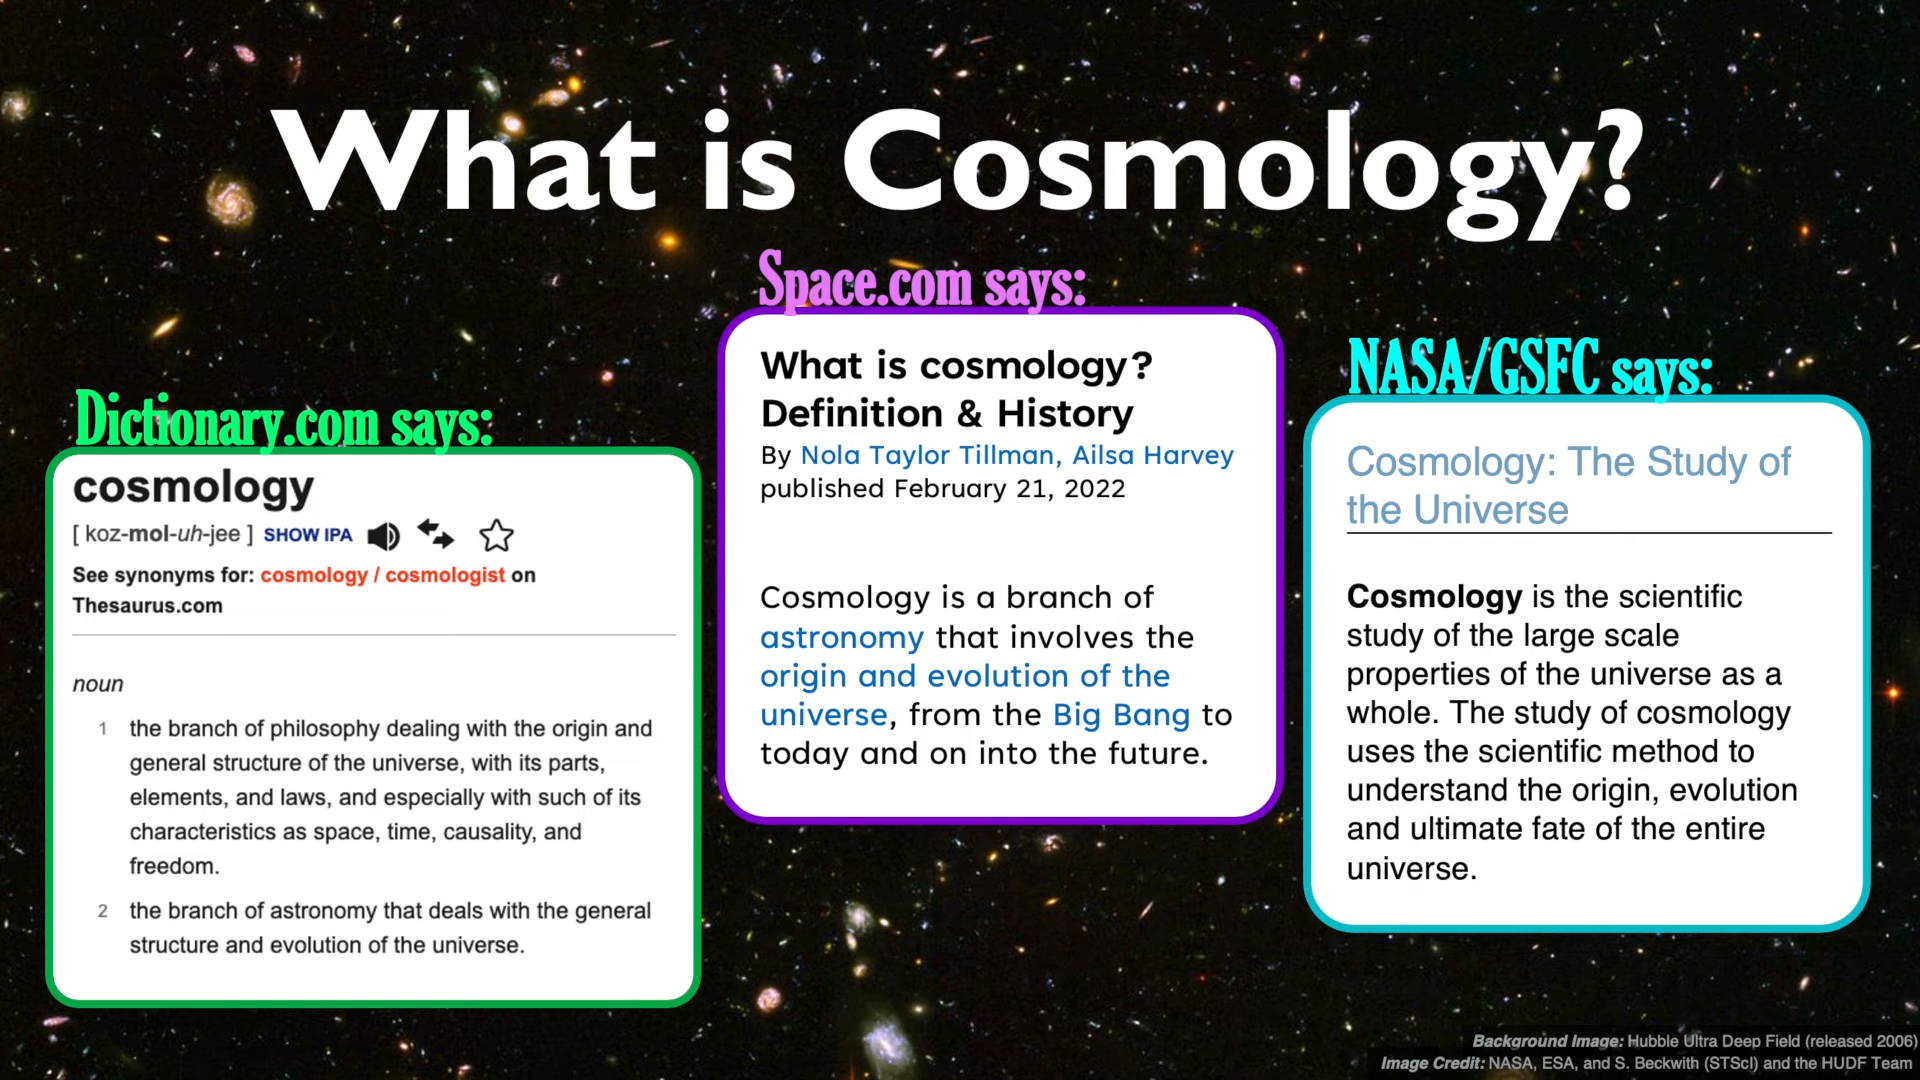 What is Cosmology?
Dictionary.com says:
cosmology
[ koz-mol-uh-jee ] SHOW IPA
See synonyms for: cosmology / cosmologist on
Thesaurus.com
noun
1 the branch of philosophy dealing with the origin and
general structure of the universe, with its parts,
elements, and laws, and especially with such of its
characteristics as space, time, causality, and
freedom.
2 the branch of astronomy that deals with the general
structure and evolution of the universe.
Space.com says:
What is cosmology?
Definition & History
By Nola Taylor Tillman, Ailsa Harvey
published February 21, 2022
Cosmology is a branch of
astronomy that involves the
origin and evolution of the
universe, from the Big Bang to
today and on into the future.
NASA/GSFC says:
Cosmology: The Study of
the Universe
Cosmology is the scientific
study of the large scale
properties of the universe as a
whole. The study of cosmology
uses the scientific method to
understand the origin, evolution
and ultimate fate of the entire
universe.
Background Image: Hubble Ultra Deep Field (released 2006)
Image Credit: NASA, ESA, and S. Beckwith (STScI) and the HUDF Team